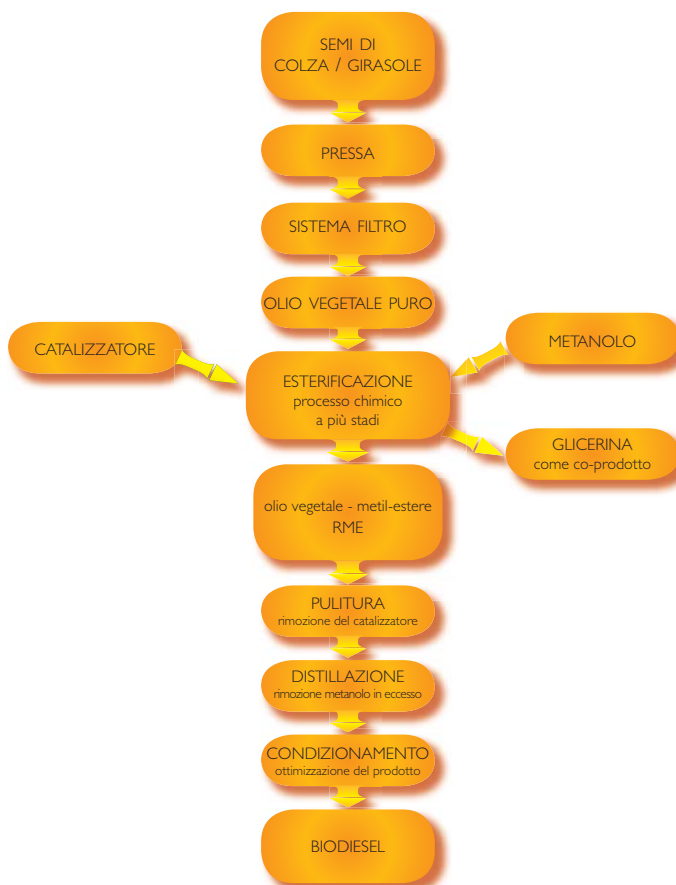 SEMI DI
COLZA / GIRASOLE
PRESSA
SISTEMA FILTRO
OLIO VEGETALE PURO
CATALIZZATORE
METANOLO
ESTERIFICAZIONE
processo chimico
a più stadi
GLICERINA
come co-prodotto
olio vegetale - metil-estere
RME
PULITURA
rimozione del catalizzatore
DISTILLAZIONE
rimozione metanolo in eccesso
CONDIZIONAMENTO
ottimizzazione del prodotto
BIODIESEL